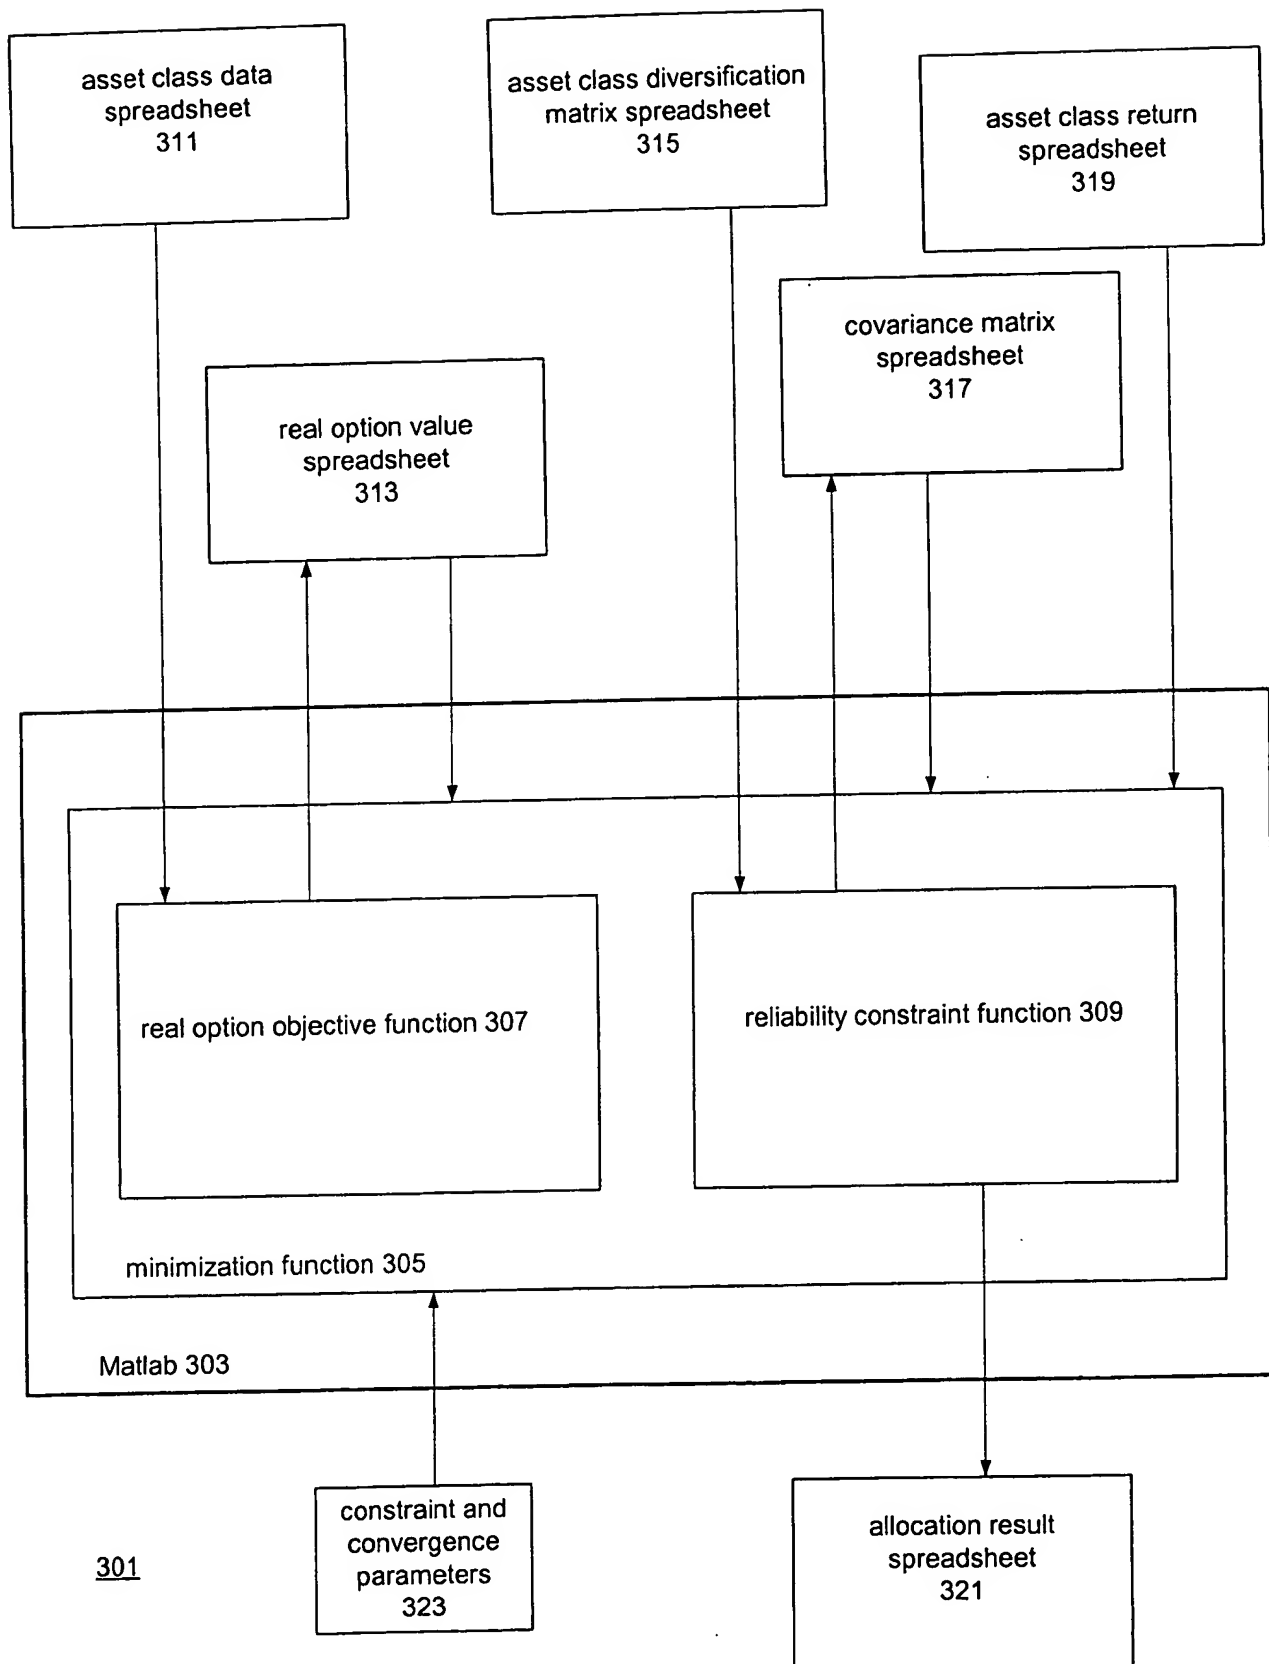 asset class data
spreadsheet
311
asset class diversification
matrix spreadsheet
315
asset class return
spreadsheet
319
covariance matrix
spreadsheet
317
real option value
spreadsheet
313
real option objective function 307
reliability constraint function 309
minimization function 305
Matlab 303
constraint and
convergence
parameters
323
allocation result
spreadsheet
321
301